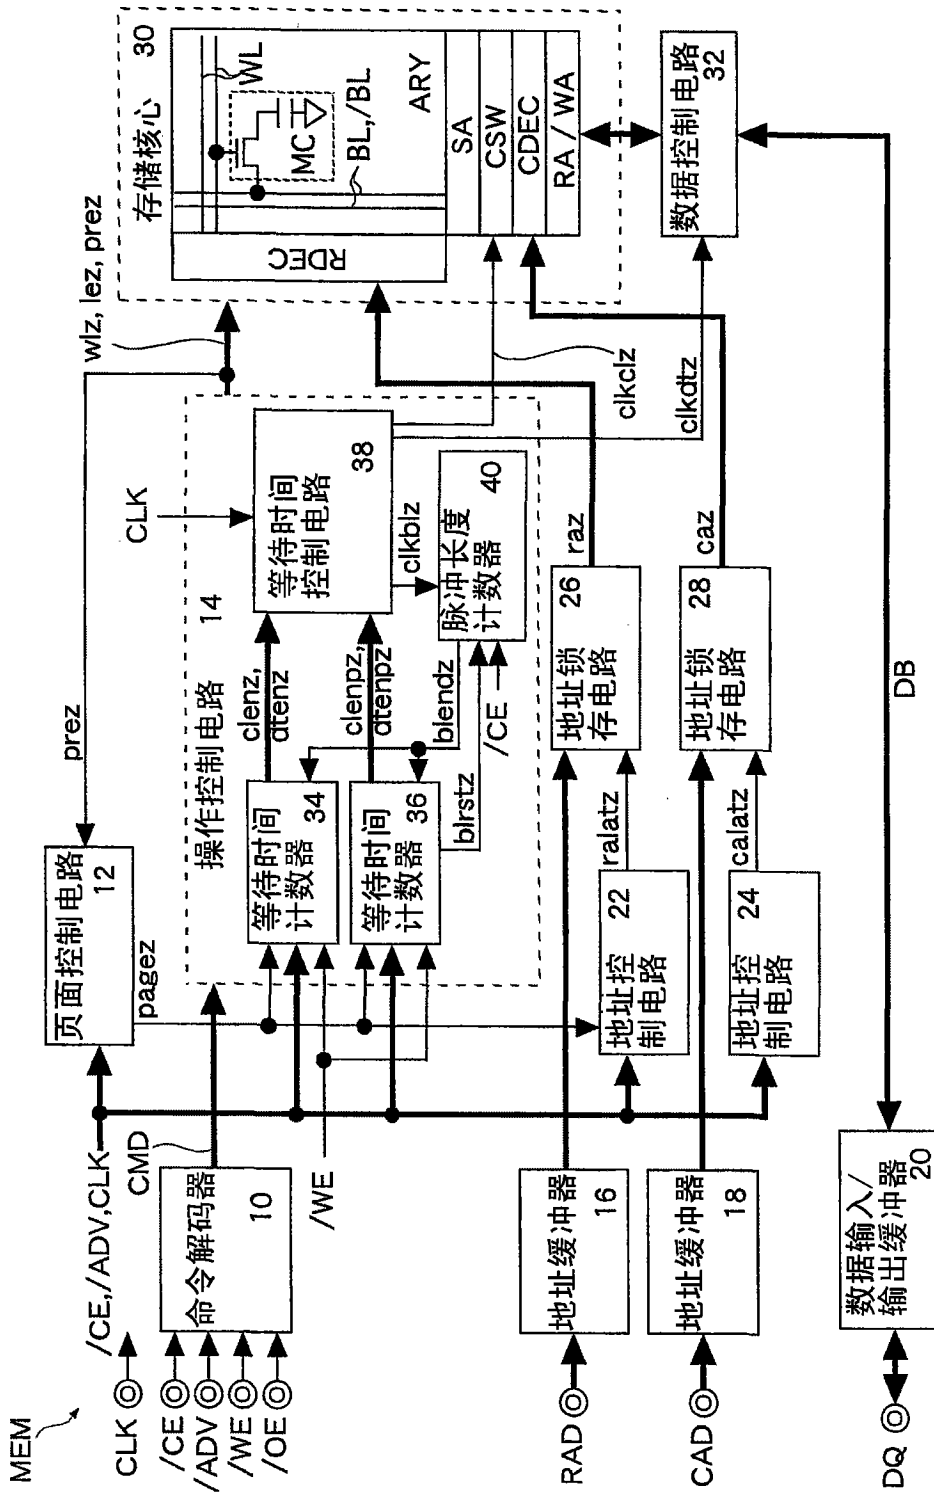 MEM
CLK
/CE
/ADV
/WE
/OE
/CE,/ADV,CLK
命令解码器
10
CMD
/WE
页面控制电路
12
pagez
prez
wlz, lez, prez
操作控制电路
14
等待时间
计数器
34
等待时间
计数器
36
clenz,
dtenz
clenpz,
dtenpz
CLK
等待时间
控制电路
38
clkblz
blendz
blrstz
/CE
脉冲长度
计数器
40
存储核心
30
WL
MC
BL,/BL
ARY
RDEC
SA
CSW
CDEC
RA / WA
clkclz
clkdtz
数据控制电路
32
RAD
地址缓冲器
16
CAD
地址缓冲器
18
地址控
制电路
22
ralatz
地址控
制电路
24
calatz
地址锁
存电路
26
raz
地址锁
存电路
28
caz
DQ
数据输入/
输出缓冲器
20
DB